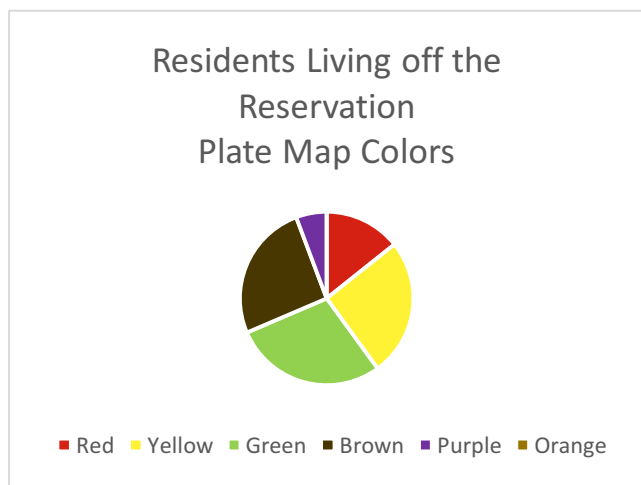 Residents Living off the
Reservation
Plate Map Colors
Red Yellow Green Brown Purple Orange